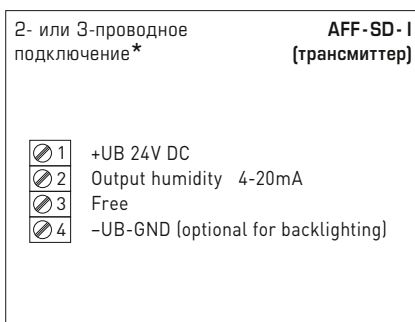 2- или 3-проводное
подключение*
AFF-SD-I
(трансмиттер)
1 +UB 24V DC
2 Output humidity 4-20mA
3 Free
4 –UB-GND (optional for backlighting)